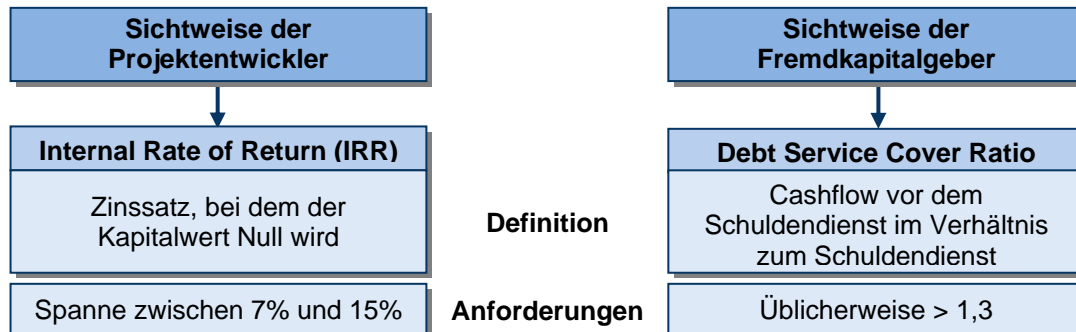 Sichtweise der
Projektentwickler
Sichtweise der
Fremdkapitalgeber
Internal Rate of Return (IRR)
Debt Service Cover Ratio
Zinssatz, bei dem der
Kapitalwert Null wird
Definition
Cashflow vor dem
Schuldendienst im Verhältnis
zum Schuldendienst
Spanne zwischen 7% und 15%
Anforderungen
Üblicherweise > 1,3